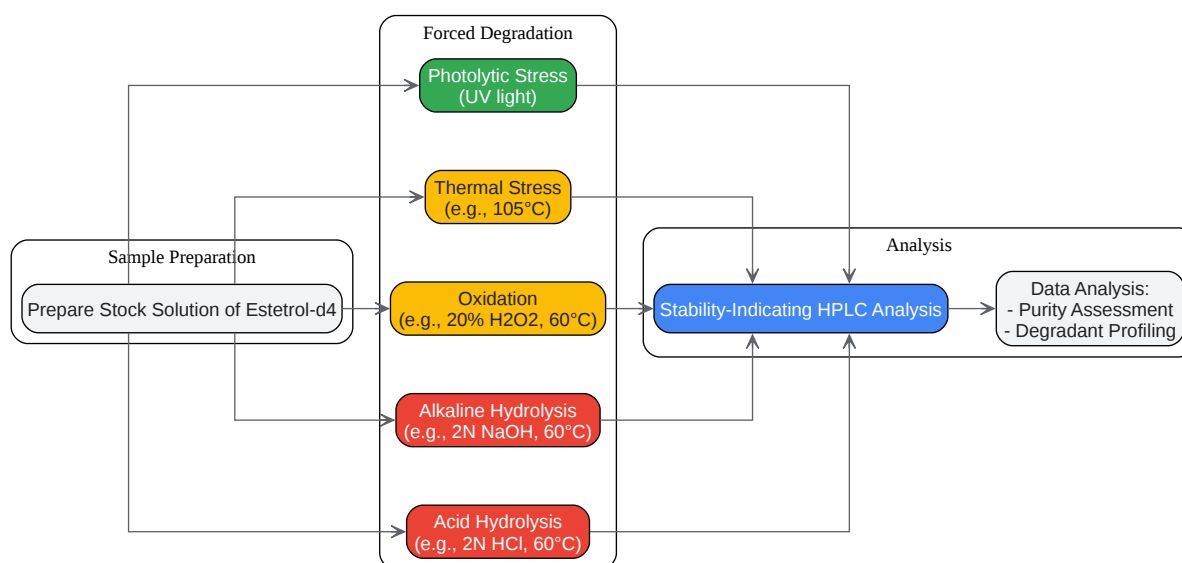 Forced Degradation
Photolytic Stress
(UV light)
Thermal Stress
(e.g., 105°C)
Sample Preparation
Prepare Stock Solution of Estetrol-d4
Oxidation
(e.g., 20% H2O2, 60°C)
Alkaline Hydrolysis
(e.g., 2N NaOH, 60°C)
Acid Hydrolysis
(e.g., 2N HCl, 60°C)
Analysis
Stability-Indicating HPLC Analysis
Data Analysis:
- Purity Assessment
- Degradant Profiling